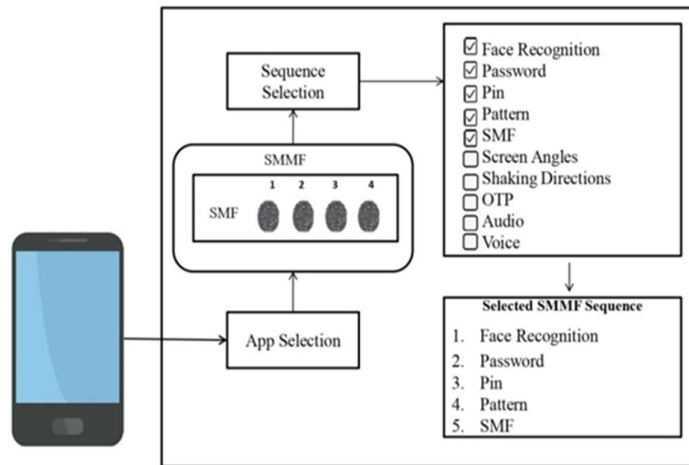 Sequence
Selection
Face Recognition
Password
Pin
Pattern
SMF
Screen Angles
Shaking Directions
OTP
Audio
Voice
SMMF
1 2 3 4
SMF
App Selection
Selected SMMF Sequence
1. Face Recognition
2. Password
3. Pin
4. Pattern
5. SMF